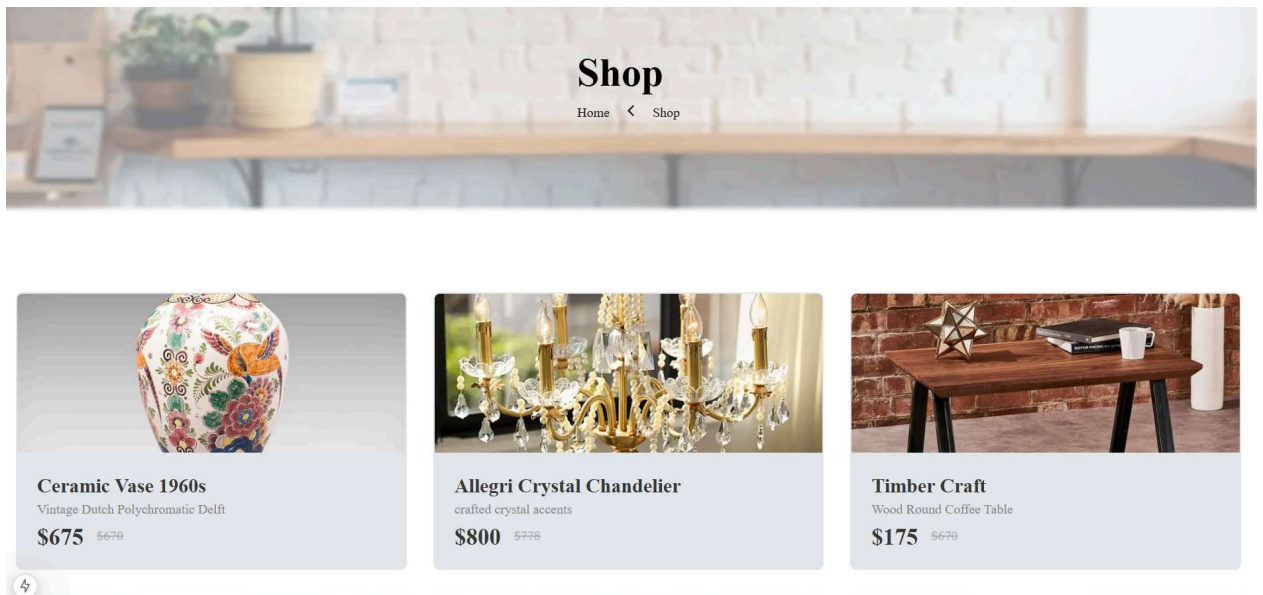 Shop
Home < Shop
Ceramic Vase 1960s
Vintage Dutch Polychromatic Delft
$675 $670
Allegri Crystal Chandelier
crafted crystal accents
$800 $778
Timber Craft
Wood Round Coffee Table
$175 $670